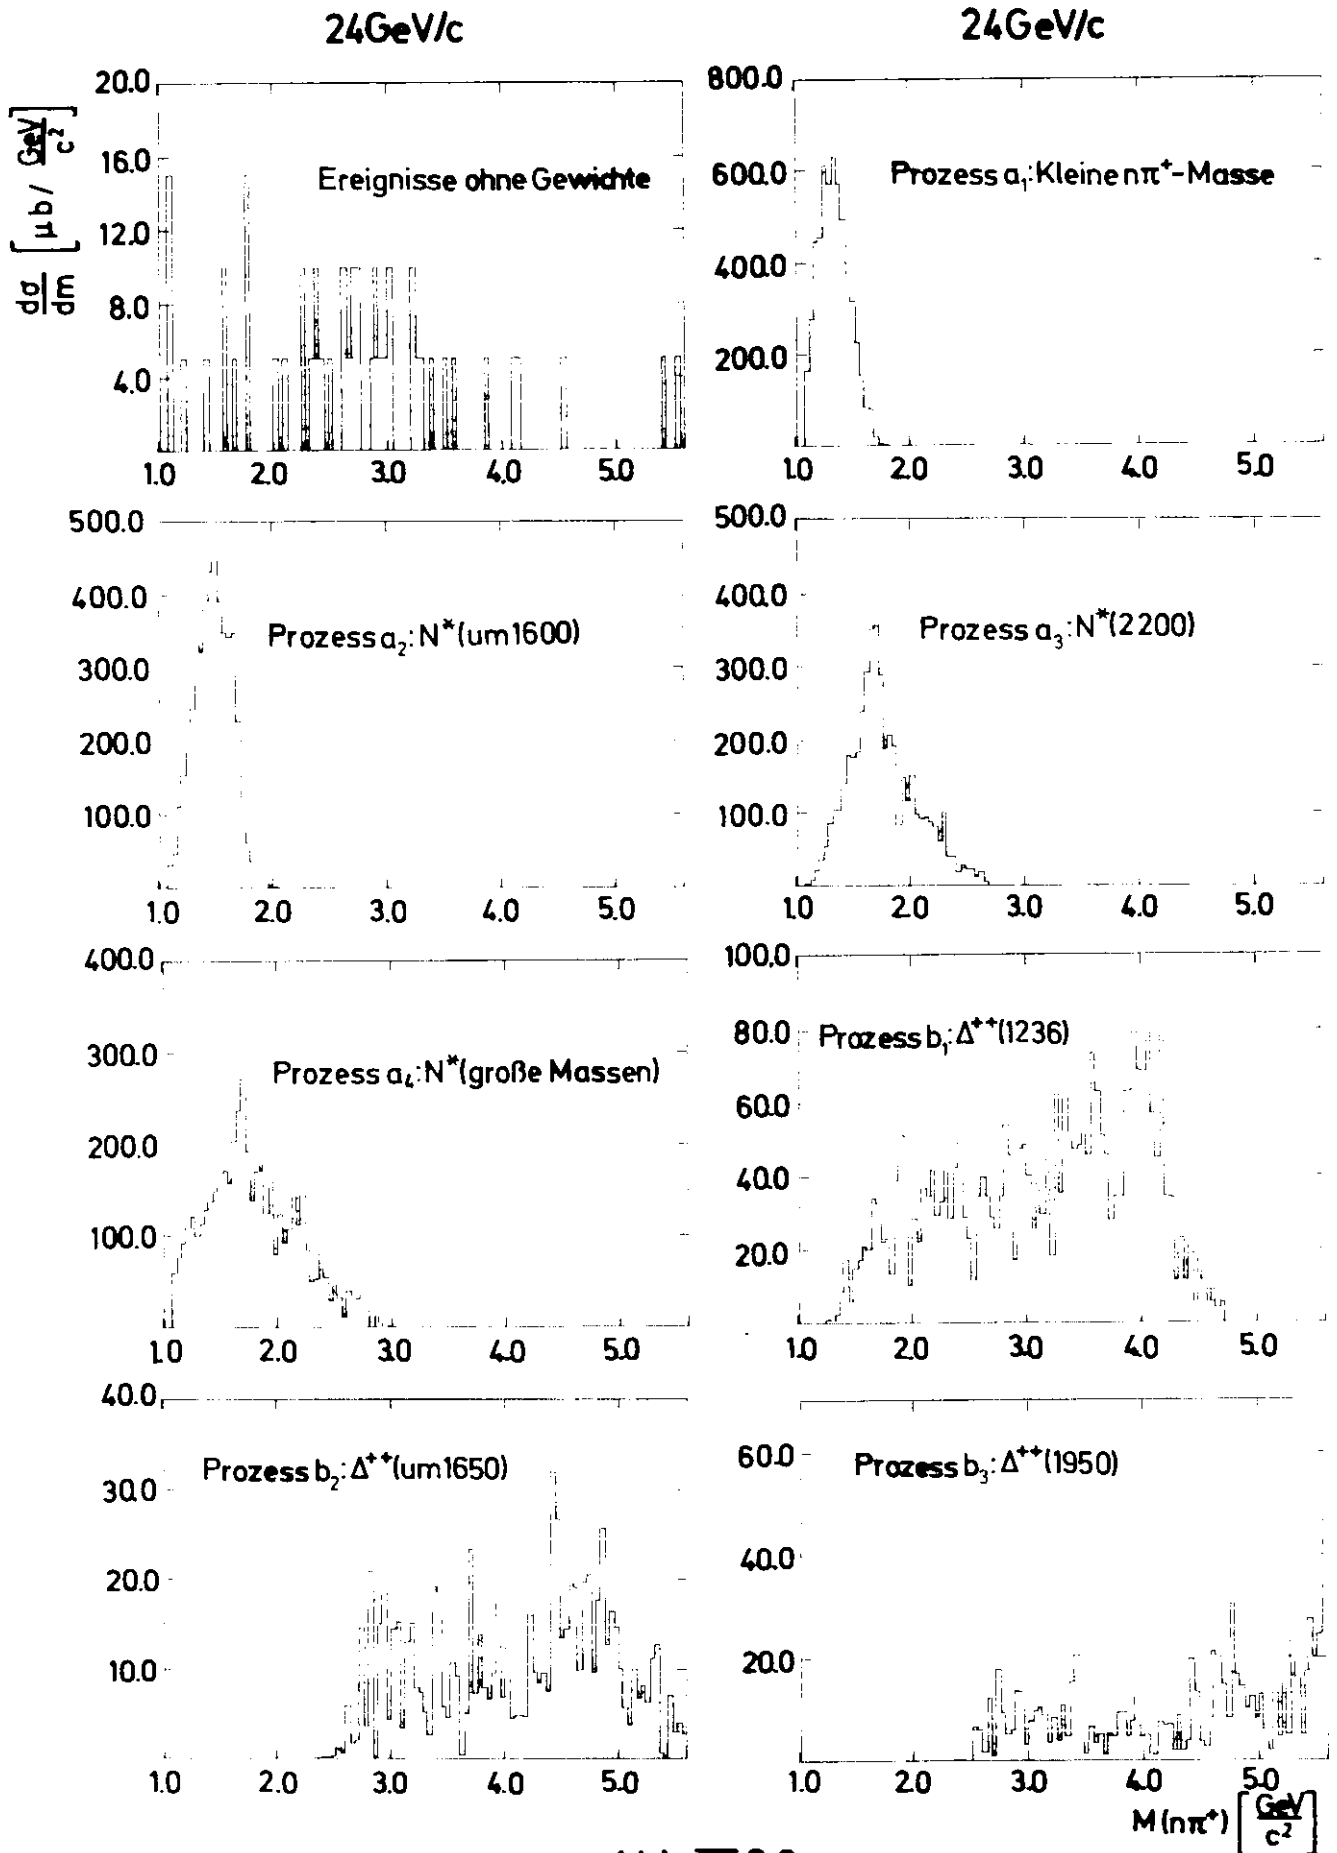 24GeV/c
24GeV/c
dσ/dm [μb / GeV/c²]
20.0
16.0
12.0
8.0
4.0
Ereignisse ohne Gewichte
1.0 2.0 3.0 4.0 5.0
800.0
600.0
400.0
200.0
Prozess a₁: Kleine nπ⁺-Masse
1.0 2.0 3.0 4.0 5.0
500.0
400.0
300.0
200.0
100.0
Prozess a₂: N*(um1600)
1.0 2.0 3.0 4.0 5.0
500.0
400.0
300.0
200.0
100.0
Prozess a₃: N*(2200)
1.0 2.0 3.0 4.0 5.0
400.0
300.0
200.0
100.0
Prozess a₄: N*(große Massen)
1.0 2.0 3.0 4.0 5.0
100.0
80.0
60.0
40.0
20.0
Prozess b₁: Δ⁺⁺(1236)
1.0 2.0 3.0 4.0 5.0
40.0
30.0
20.0
10.0
Prozess b₂: Δ⁺⁺(um1650)
1.0 2.0 3.0 4.0 5.0
60.0
40.0
20.0
Prozess b₃: Δ⁺⁺(1950)
1.0 2.0 3.0 4.0 5.0
M(nπ⁺) [GeV/c²]